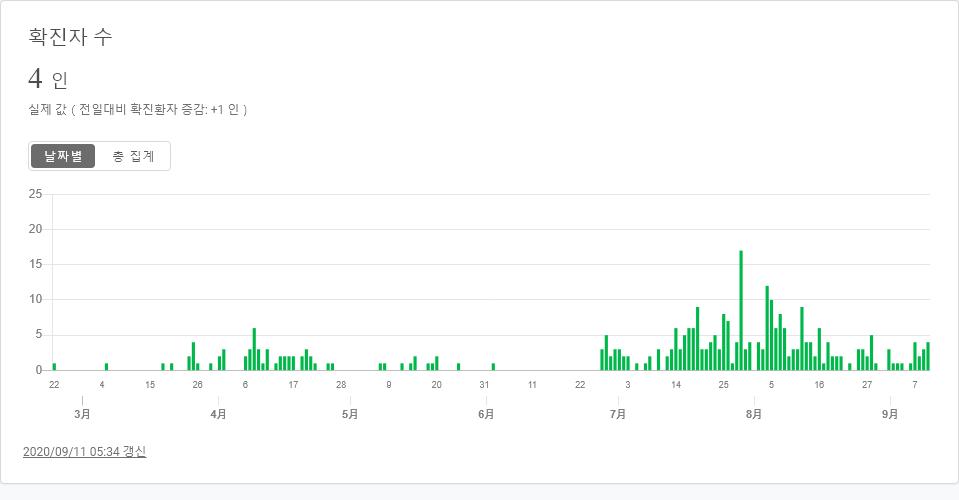 확진자 수
4 인
실제 값 ( 전일대비 확진환자 증감: +1 인 )
날짜별 총 집계
25
20
15
10
5
0
22 4 15 26 6 17 28 9 20 31 11 22 3 14 25 5 16 27 7
3月 4月 5月 6月 7月 8月 9月
2020/09/11 05:34 갱신